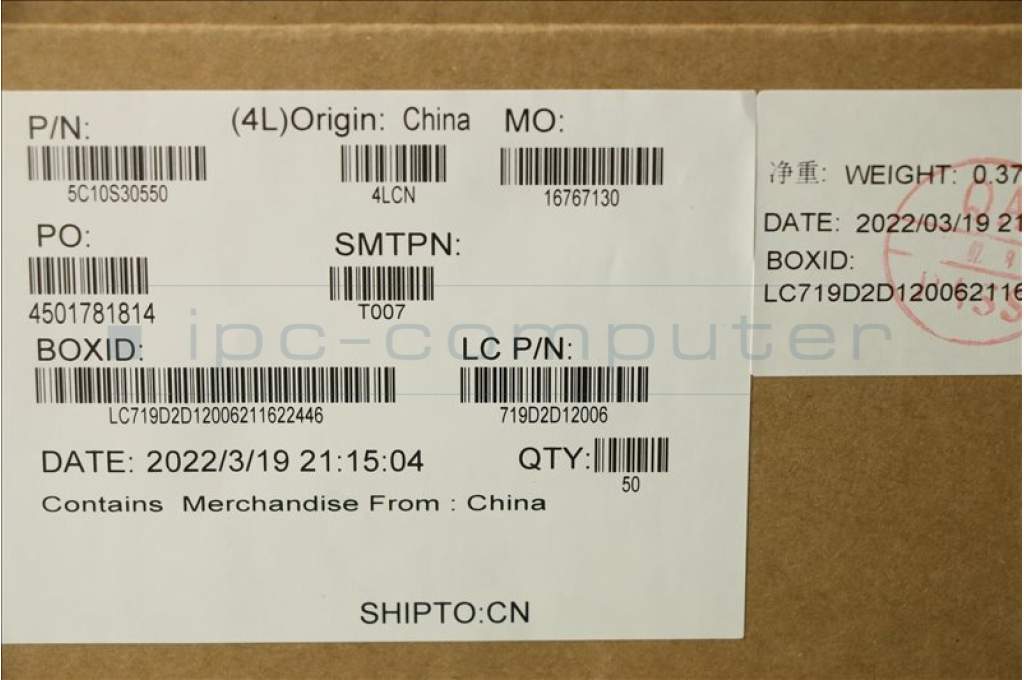 P/N:
5C10S30550
(4L)Origin: China
4LCN
MO:
16767130
PO:
4501781814
SMTPN:
T007
BOXID:
LC719D2D12006211622446
LC P/N:
719D2D12006
DATE: 2022/3/19 21:15:04
QTY:
50
Contains Merchandise From : China
SHIPTO:CN
净重: WEIGHT: 0.37
DATE: 2022/03/19 21
BOXID:
LC719D2D120062116
QA
ipc-computer